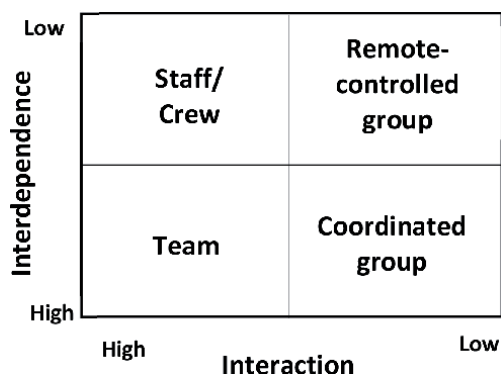 Low
Interdependence
High
Staff/
Crew
Remote-
controlled
group
Team
Coordinated
group
High
Low
Interaction